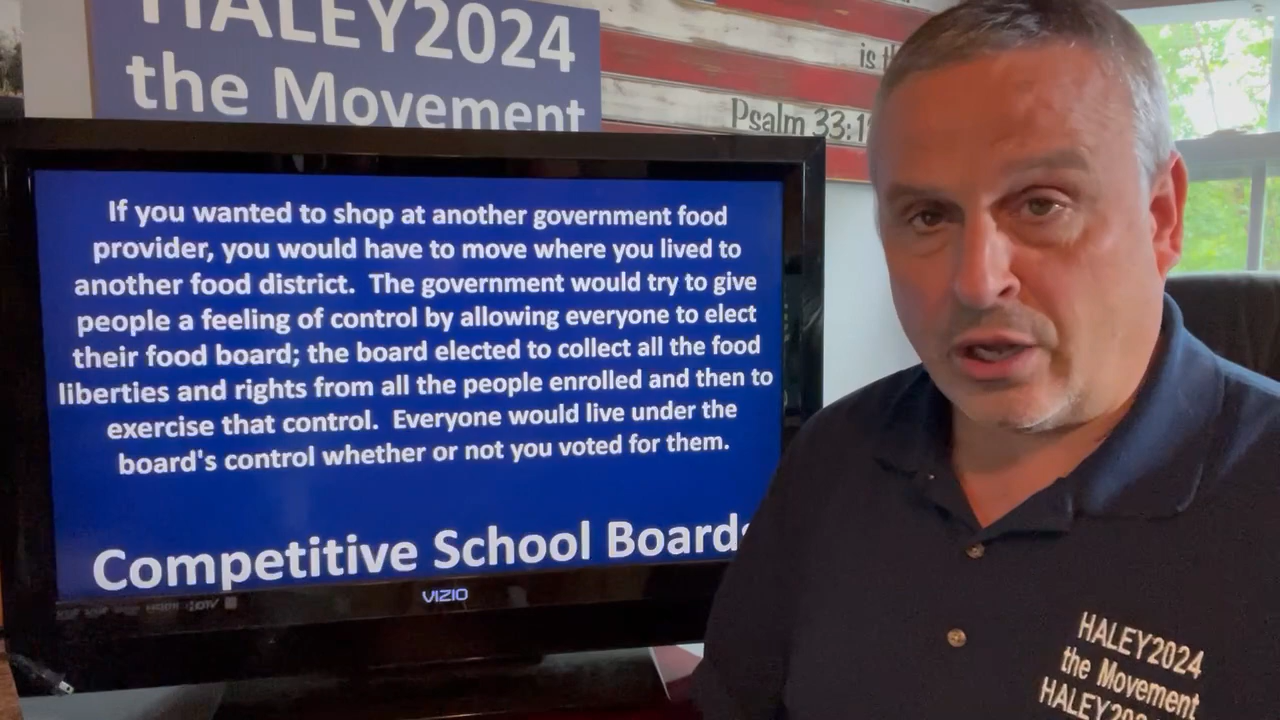 HALEY2024
the Movement
is th
Psalm 33:1
If you wanted to shop at another government food
provider, you would have to move where you lived to
another food district. The government would try to give
people a feeling of control by allowing everyone to elect
their food board; the board elected to collect all the food
liberties and rights from all the people enrolled and then to
exercise that control. Everyone would live under the
board's control whether or not you voted for them.
Competitive School Boards
VIZIO
HDTV
HALEY2024
the Movement
HALEY202